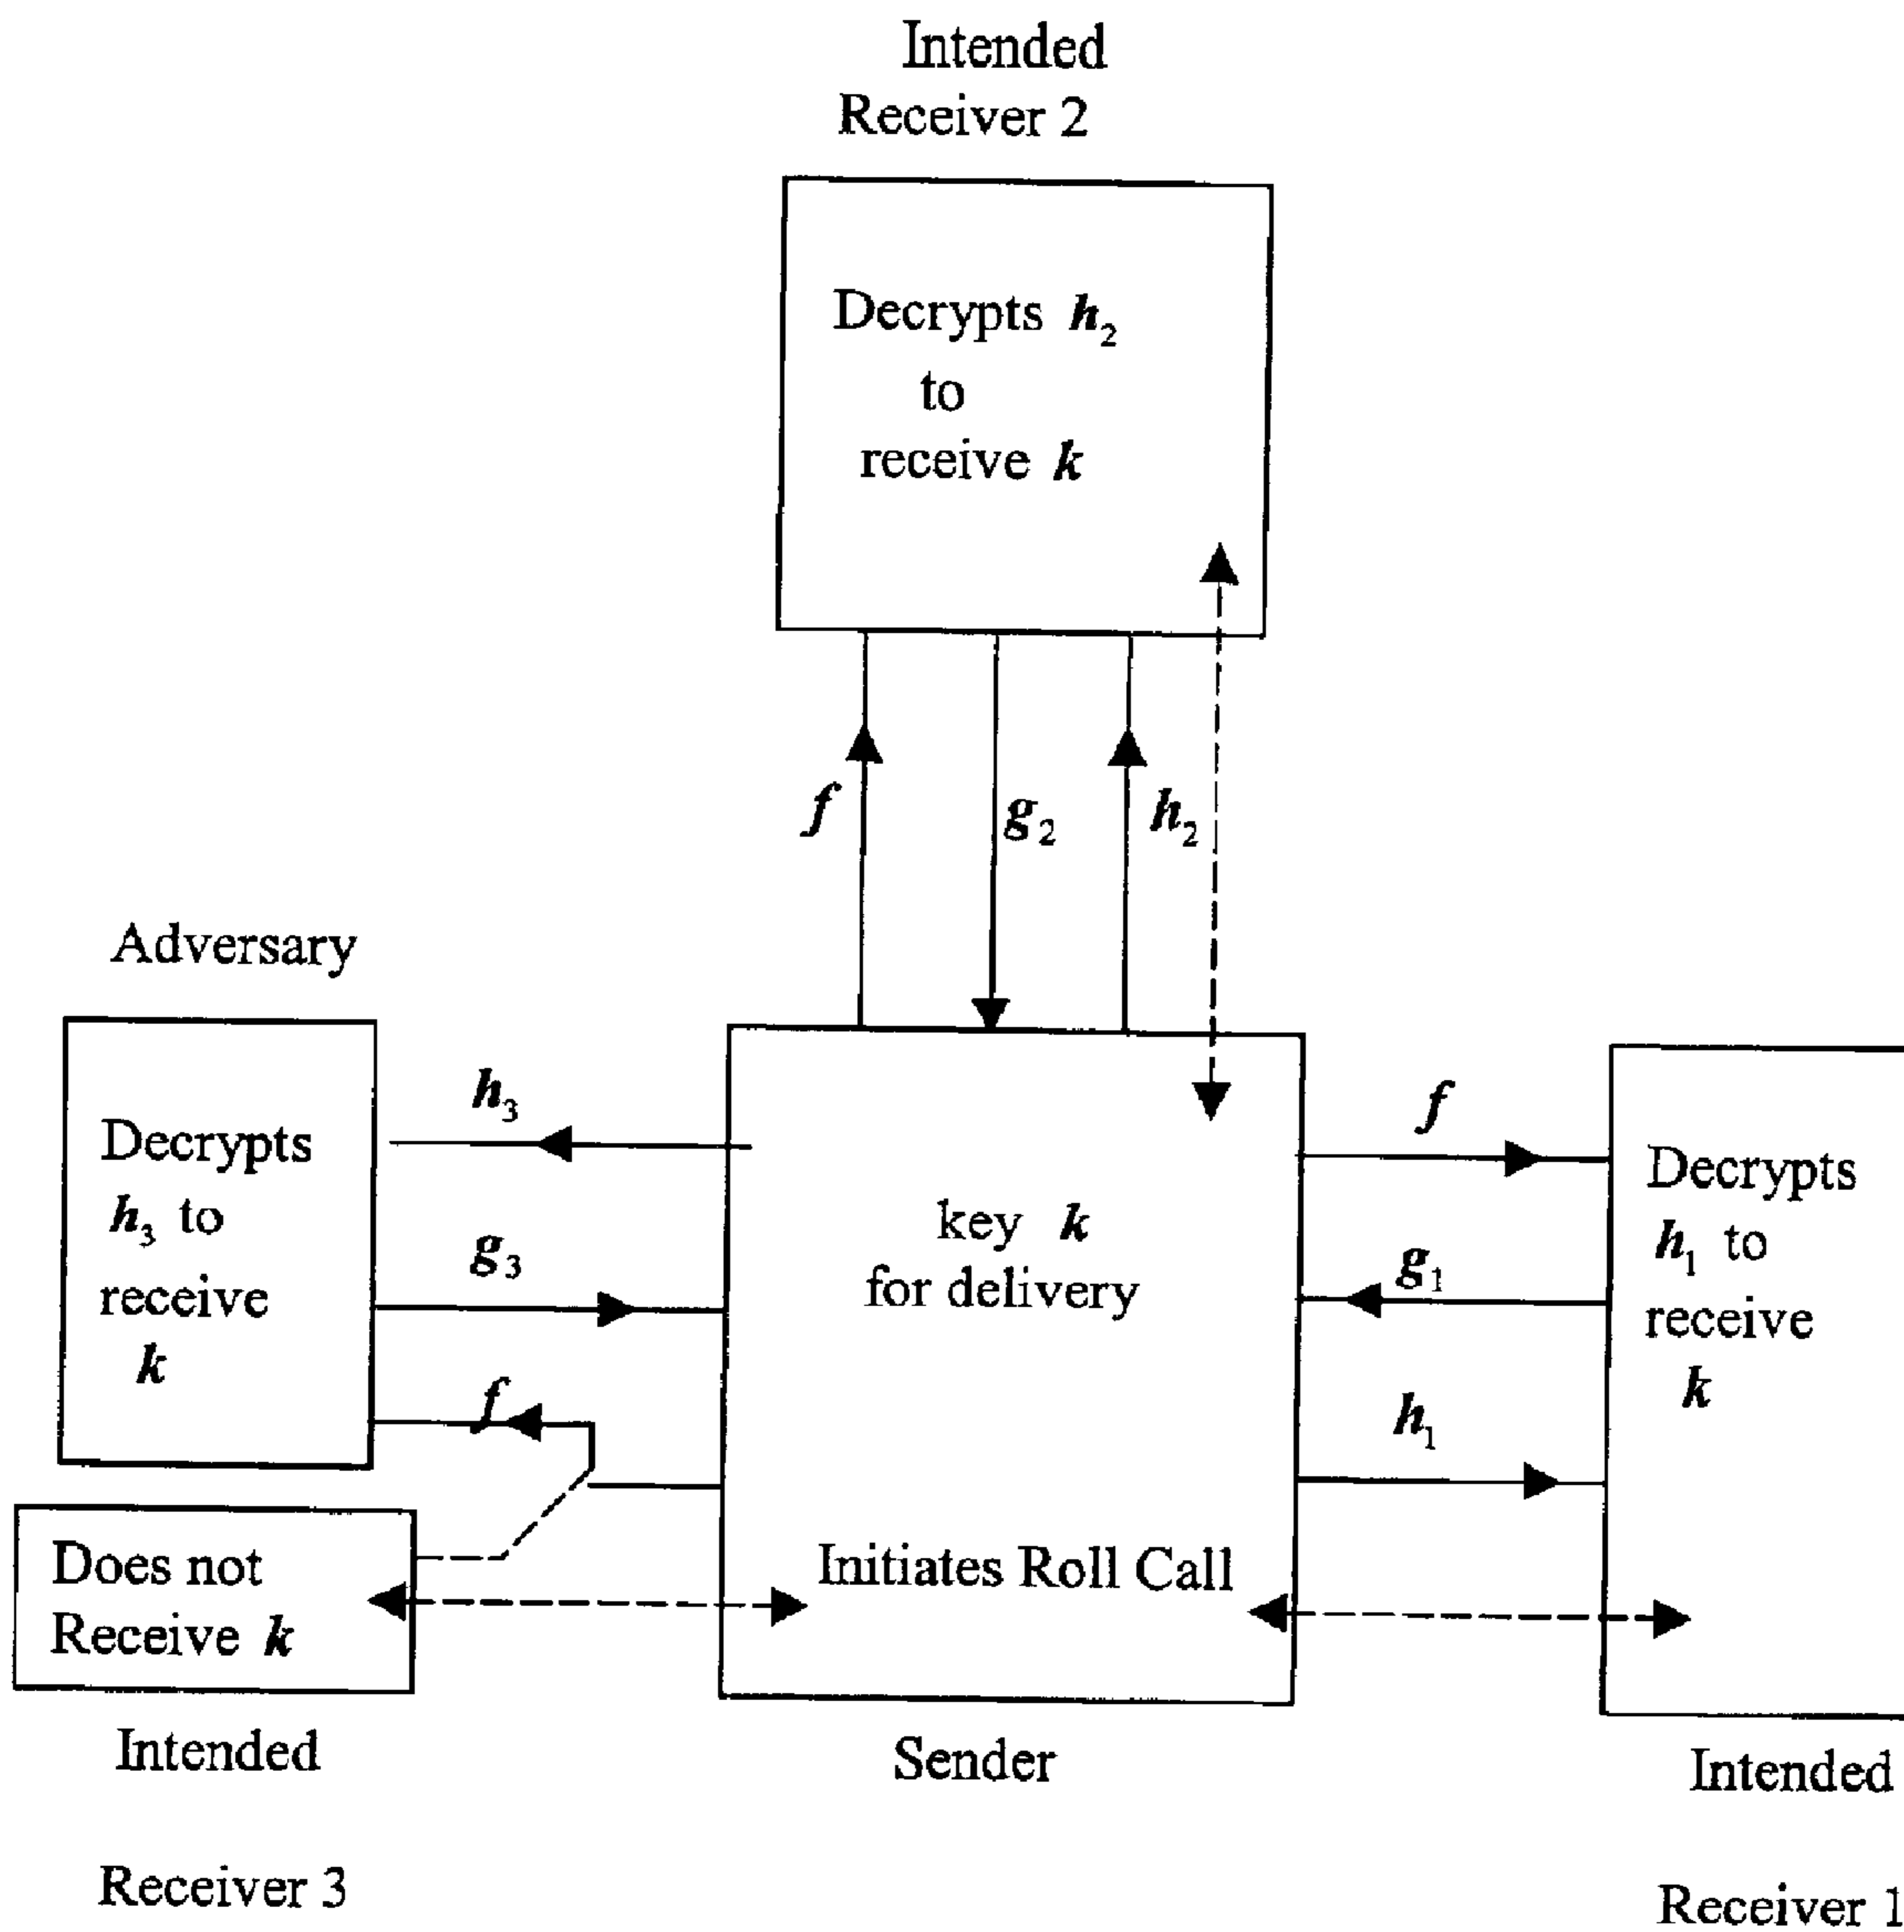 Intended
Receiver 2
Decrypts h₂
to
receive k
f
g₂
h₂
Adversary
Decrypts
h₃ to
receive
k
h₃
g₃
f
key k
for delivery
Initiates Roll Call
f
g₁
h₁
Decrypts
h₁ to
receive
k
Does not
Receive k
Intended
Receiver 3
Sender
Intended
Receiver 1